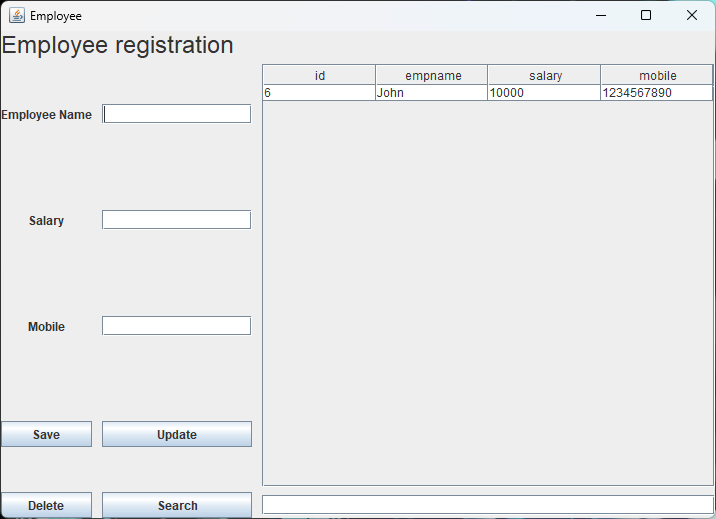 Employee
Employee registration
id empname salary mobile
6 John 10000 1234567890
Employee Name
Salary
Mobile
Save Update
Delete Search